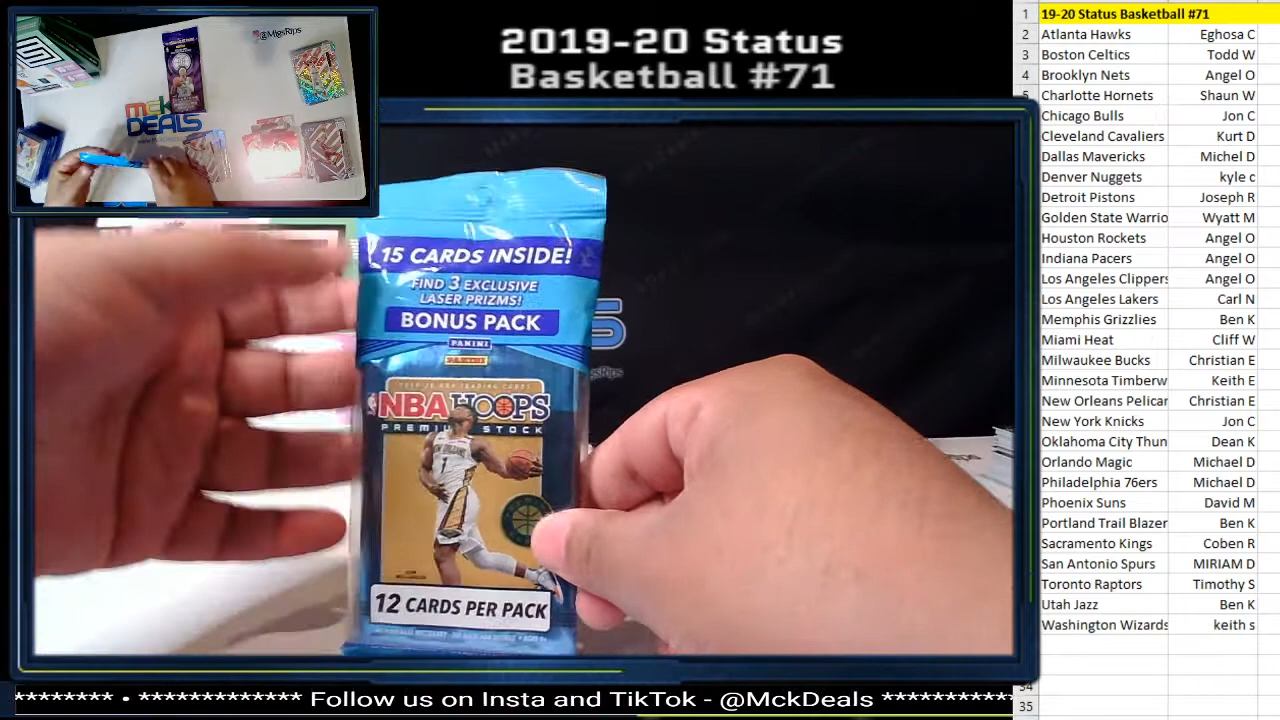 2019-20 Status
Basketball #71
@MigsRips
McK
DEALS
15 CARDS INSIDE!
FIND 3 EXCLUSIVE
LASER PRIZMS!
BONUS PACK
PANINI
2019-20 NBA TRADING CARDS
NBA HOOPS
PREMIUM STOCK
12 CARDS PER PACK
1 19-20 Status Basketball #71
2 Atlanta Hawks Eghosa C
3 Boston Celtics Todd W
4 Brooklyn Nets Angel O
5 Charlotte Hornets Shaun W
Chicago Bulls Jon C
Cleveland Cavaliers Kurt D
Dallas Mavericks Michel D
Denver Nuggets kyle c
Detroit Pistons Joseph R
Golden State Warrio Wyatt M
Houston Rockets Angel O
Indiana Pacers Angel O
Los Angeles Clippers Angel O
Los Angeles Lakers Carl N
Memphis Grizzlies Ben K
Miami Heat Cliff W
Milwaukee Bucks Christian E
Minnesota Timberw Keith E
New Orleans Pelicar Christian E
New York Knicks Jon C
Oklahoma City Thun Dean K
Orlando Magic Michael D
Philadelphia 76ers Michael D
Phoenix Suns David M
Portland Trail Blazer Ben K
Sacramento Kings Coben R
San Antonio Spurs MIRIAM D
Toronto Raptors Timothy S
Utah Jazz Ben K
Washington Wizards keith s
34
35
******** • ************* Follow us on Insta and TikTok - @MckDeals *************